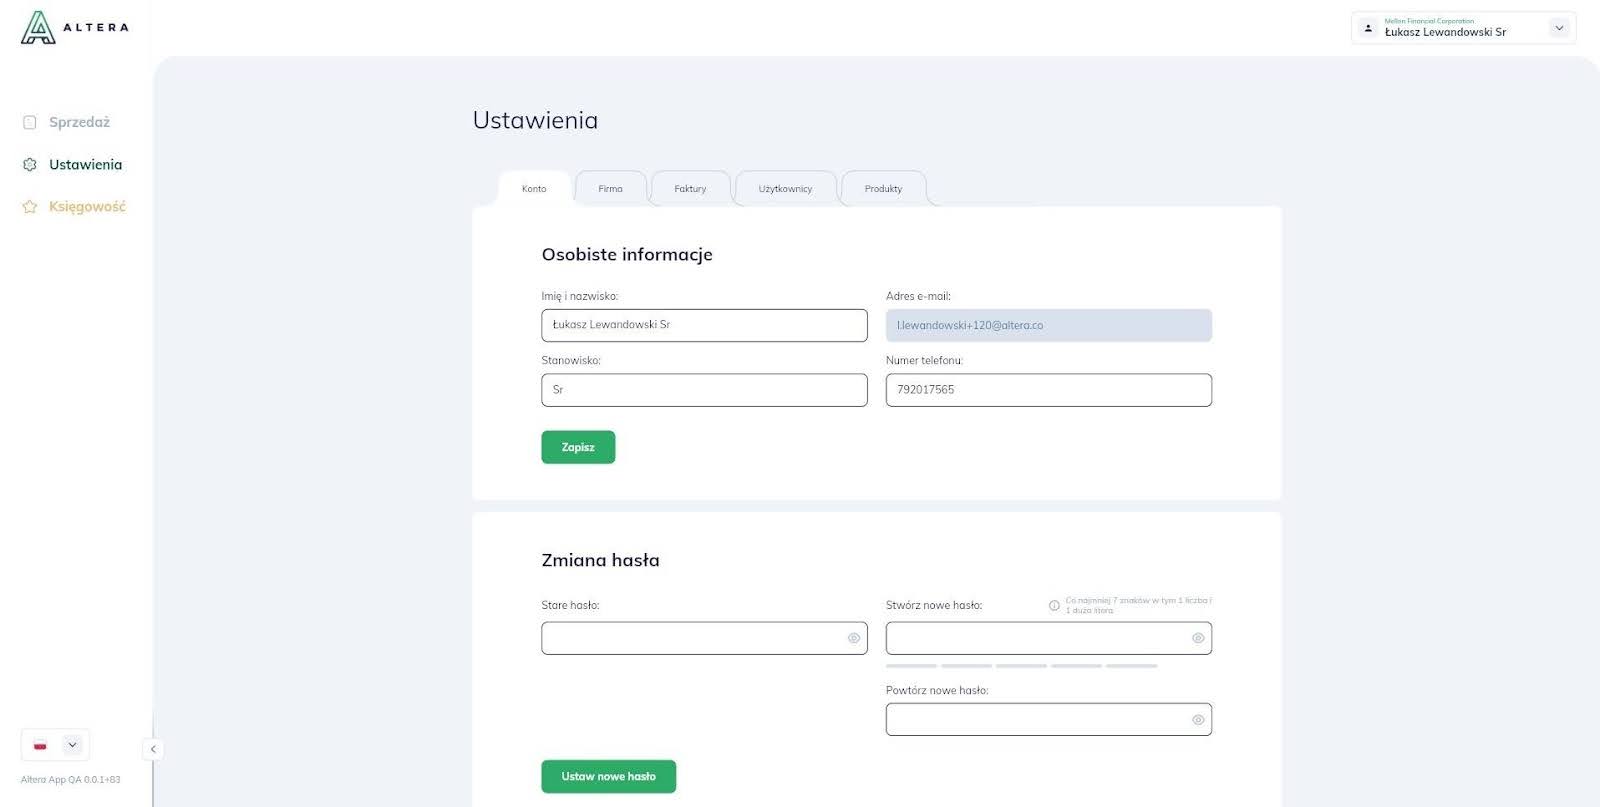 ALTERA
Mellon Financial Corporation
Łukasz Lewandowski Sr
Sprzedaż
Ustawienia
Księgowość
Ustawienia
Konto
Firma
Faktury
Użytkownicy
Produkty
Osobiste informacje
Imię i nazwisko:
Adres e-mail:
Łukasz Lewandowski Sr
l.lewandowski+120@altera.co
Stanowisko:
Numer telefonu:
Sr
792017565
Zapisz
Zmiana hasła
Stare hasło:
Stwórz nowe hasło:
Co najmniej 7 znaków w tym 1 liczba i
1 duża litera
Powtórz nowe hasło:
Ustaw nowe hasło
Altera App QA 0.0.1+83